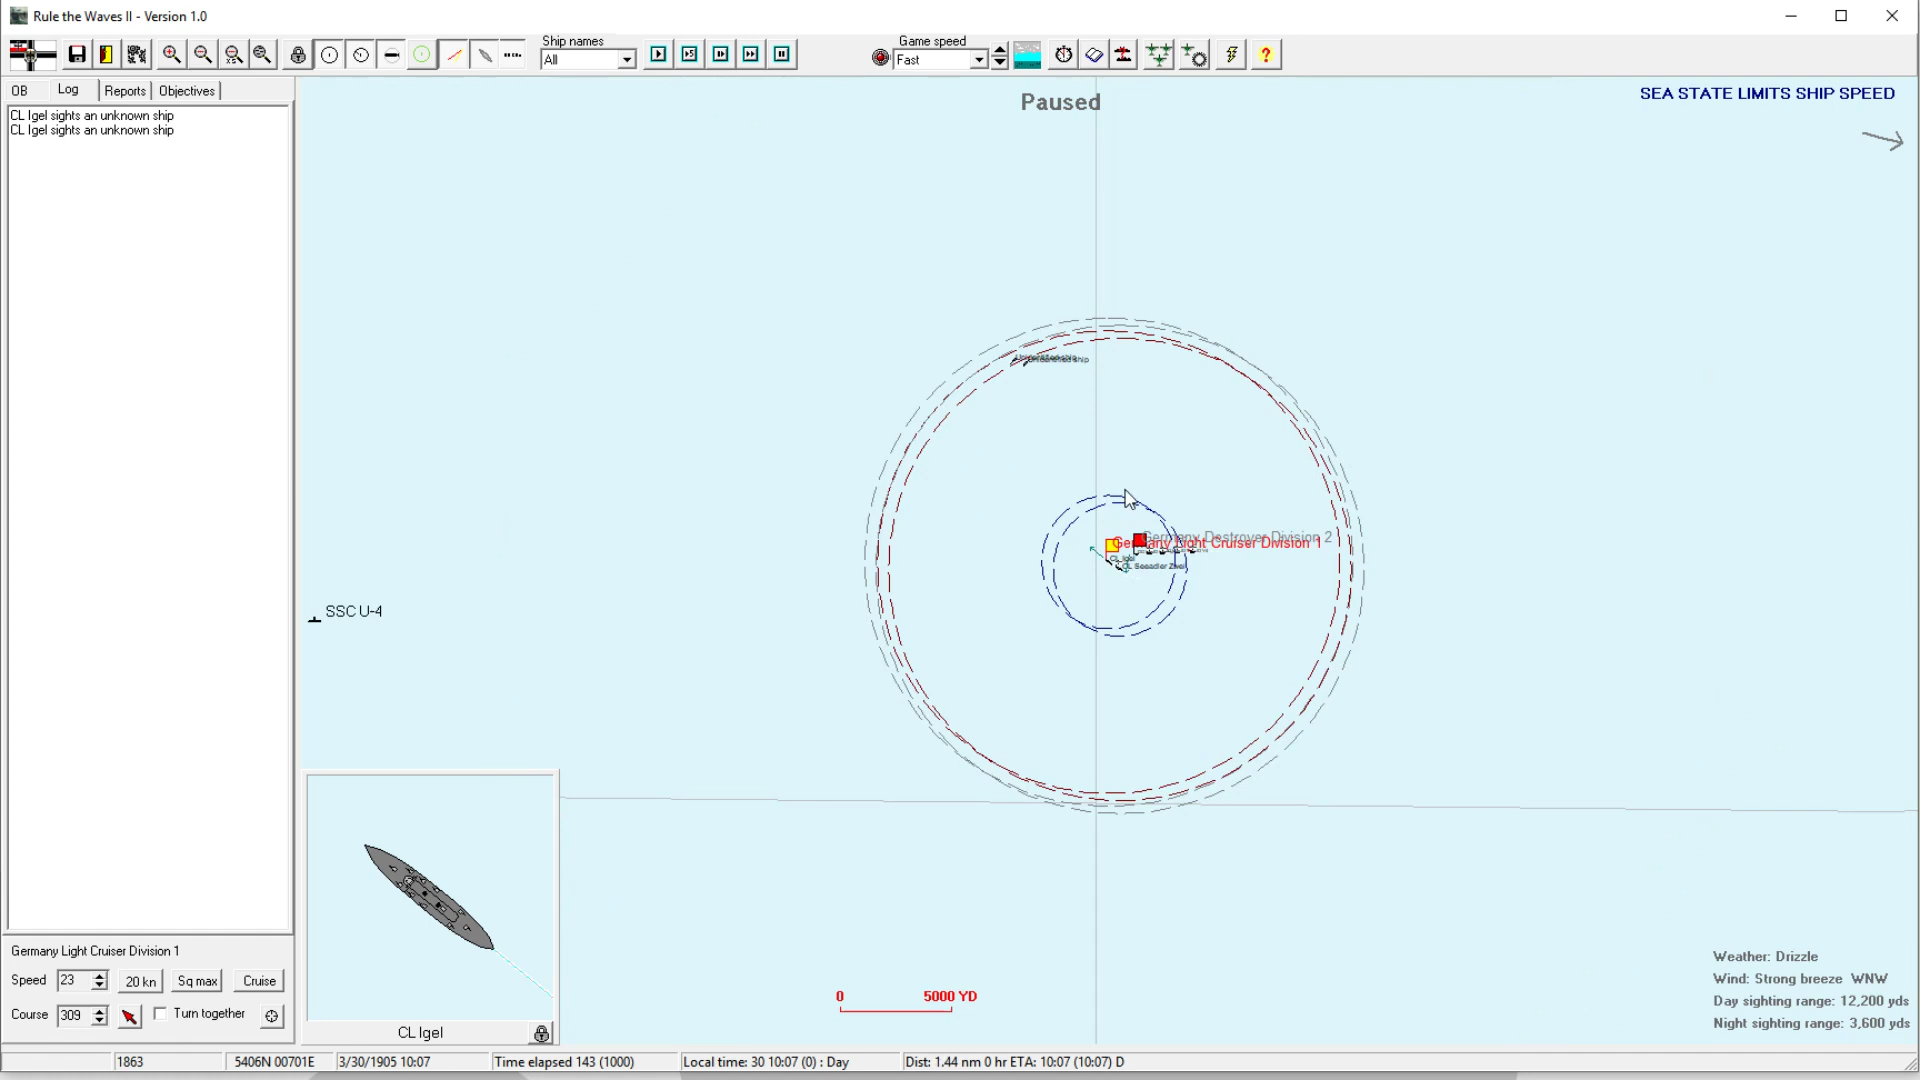 Rule the Waves II - Version 1.0
Ship names
All
Game speed
Fast
OB
Log
Reports
Objectives
CL Igel sights an unknown ship
CL Igel sights an unknown ship
Paused
SEA STATE LIMITS SHIP SPEED
Germany Destroyer Division 2
Germany Light Cruiser Division 1
CL Igel
CL Seeadler Zwei
SSC U-4
CL Igel
0 5000 YD
Weather: Drizzle
Wind: Strong breeze WNW
Day sighting range: 12,200 yds
Night sighting range: 3,600 yds
Germany Light Cruiser Division 1
Speed 23 20 kn Sq max Cruise
Course 309 Turn together
1863 5406N 00701E 3/30/1905 10:07 Time elapsed 143 (1000) Local time: 30 10:07 (0) : Day Dist: 1.44 nm 0 hr ETA: 10:07 (10:07) D